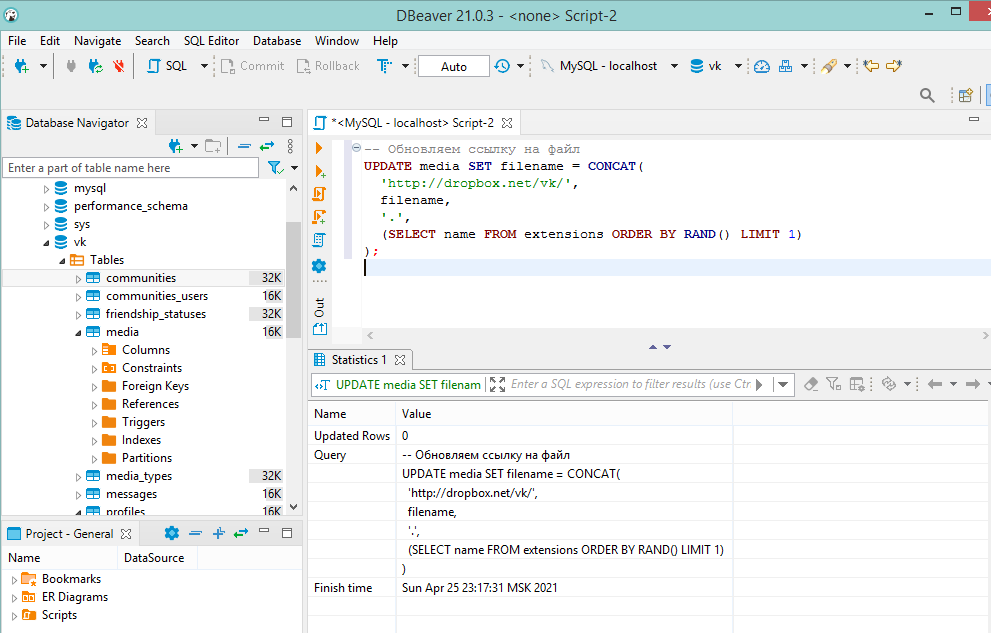 DBeaver 21.0.3 - <none> Script-2
File Edit Navigate Search SQL Editor Database Window Help
SQL Commit Rollback Auto MySQL - localhost vk
Database Navigator
Enter a part of table name here
mysql
performance_schema
sys
vk
Tables
communities 32K
communities_users 16K
friendship_statuses 32K
media 16K
Columns
Constraints
Foreign Keys
References
Triggers
Indexes
Partitions
media_types 32K
messages 16K
profiles 16K
Project - General
Name DataSource
Bookmarks
ER Diagrams
Scripts
*<MySQL - localhost> Script-2
-- Обновляем ссылку на файл
UPDATE media SET filename = CONCAT(
'http://dropbox.net/vk/',
filename,
'.',
(SELECT name FROM extensions ORDER BY RAND() LIMIT 1)
);
Out
Statistics 1
UPDATE media SET filenam Enter a SQL expression to filter results (use Ctr
Name Value
Updated Rows 0
Query -- Обновляем ссылку на файл
UPDATE media SET filename = CONCAT(
'http://dropbox.net/vk/',
filename,
'.',
(SELECT name FROM extensions ORDER BY RAND() LIMIT 1)
)
Finish time Sun Apr 25 23:17:31 MSK 2021